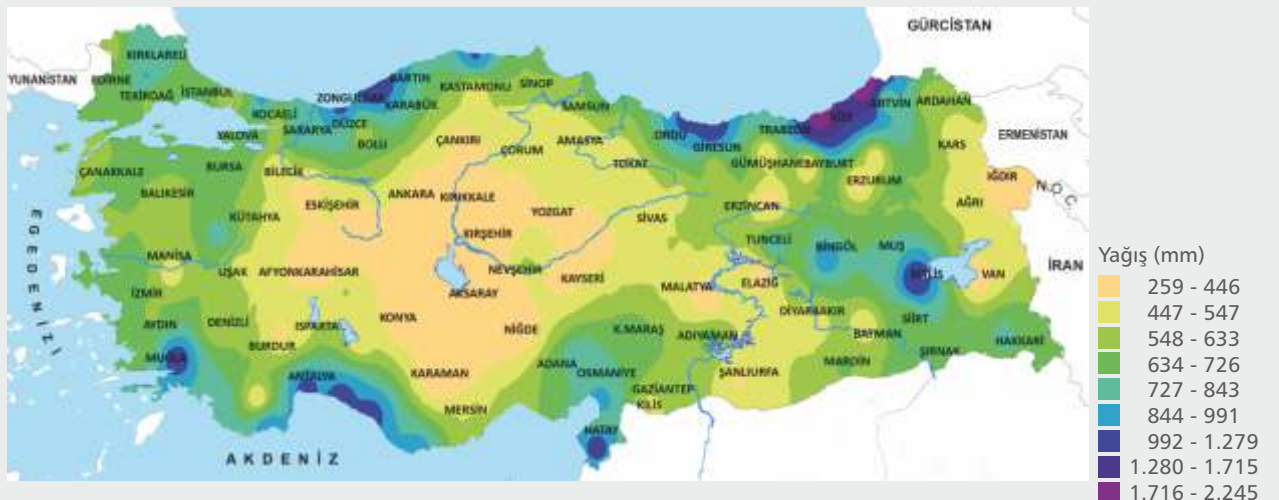 GÜRCİSTAN
YUNANİSTAN
ERMENİSTAN
İRAN
EGE DENİZİ
AKDENİZ
KIRKLARELİ
EDİRNE
TEKİRDAĞ
İSTANBUL
KOCAELİ
YALOVA
SAKARYA
DÜZCE
ZONGULDAK
BARTIN
KARABÜK
KASTAMONU
SİNOP
SAMSUN
BOLU
ÇANKIRI
ÇORUM
AMASYA
TOKAT
ORDU
GİRESUN
TRABZON
RİZE
ARTVİN
ARDAHAN
KARS
GÜMÜŞHANE
BAYBURT
ERZURUM
IĞDIR
AĞRI
ÇANAKKALE
BURSA
BİLECİK
BALIKESİR
KÜTAHYA
ESKİŞEHİR
ANKARA
KIRIKKALE
YOZGAT
SİVAS
ERZİNCAN
TUNCELİ
BİNGÖL
MUŞ
BİTLİS
VAN
MANİSA
UŞAK
AFYONKARAHİSAR
KIRŞEHİR
NEVŞEHİR
KAYSERİ
AKSARAY
MALATYA
ELAZIĞ
DİYARBAKIR
İZMİR
AYDIN
DENİZLİ
ISPARTA
BURDUR
KONYA
NİĞDE
K.MARAŞ
ADIYAMAN
BAYMAN
SİİRT
HAKKARİ
ŞIRNAK
MARDİN
MUĞLA
ANTALYA
KARAMAN
MERSİN
ADANA
OSMANİYE
GAZİANTEP
KİLİS
ŞANLIURFA
HATAY
Yağış (mm)
259 - 446
447 - 547
548 - 633
634 - 726
727 - 843
844 - 991
992 - 1.279
1.280 - 1.715
1.716 - 2.245